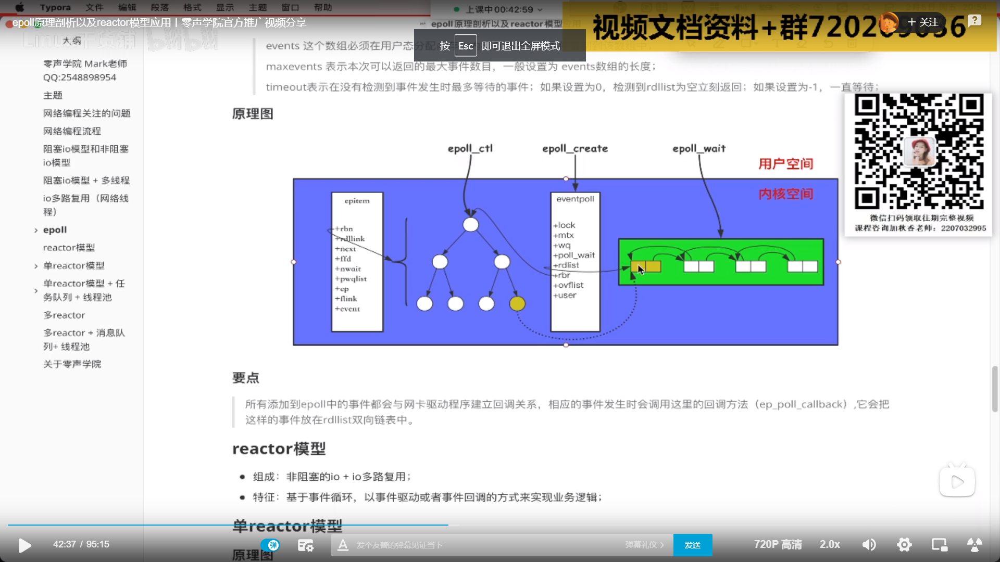 Typora 文件 编辑 段落 格式 显示 主题 窗口 帮助
上课中 00:42:59
epoll原理剖析以及reactor模型应用丨零声学院官方推广视频分享
epoll原理剖析以及reactor模型应用
视频文档资料+群720209036
+ 关注
按 Esc 即可退出全屏模式
Linux干货铺 bilibili
大纲
零声学院 Mark老师
QQ:2548898954
主题
网络编程关注的问题
网络编程流程
阻塞io模型和非阻塞
io模型
阻塞io模型 + 多线程
io多路复用（网络线
程）
epoll
reactor模型
单reactor模型
单reactor模型 + 任
务队列 + 线程池
多reactor
多reactor + 消息队
列+ 线程池
关于零声学院
events 这个数组必须在用户态分配
maxevents 表示本次可以返回的最大事件数目，一般设置为 events数组的长度；
timeout表示在没有检测到事件发生时最多等待的事件；如果设置为0，检测到rdllist为空立刻返回；如果设置为-1，一直等待；
原理图
epoll_ctl
epoll_create
epoll_wait
用户空间
内核空间
epitem
+rbn
+rdllink
+next
+ffd
+nwait
+pwqlist
+ep
+flink
+event
eventpoll
+lock
+mtx
+wq
+poll_wait
+rdlist
+rbr
+ovflist
+user
微信扫码领取往期完整视频
课程咨询加秋香老师：2207032995
要点
所有添加到epoll中的事件都会与网卡驱动程序建立回调关系，相应的事件发生时会调用这里的回调方法（ep_poll_callback）,它会把
这样的事件放在rdllist双向链表中。
reactor模型
组成：非阻塞的io + io多路复用；
特征：基于事件循环，以事件驱动或者事件回调的方式来实现业务逻辑；
单reactor模型
原理图
42:37 / 95:15
弹
发个友善的弹幕见证当下
弹幕礼仪
发送
720P 高清
2.0x